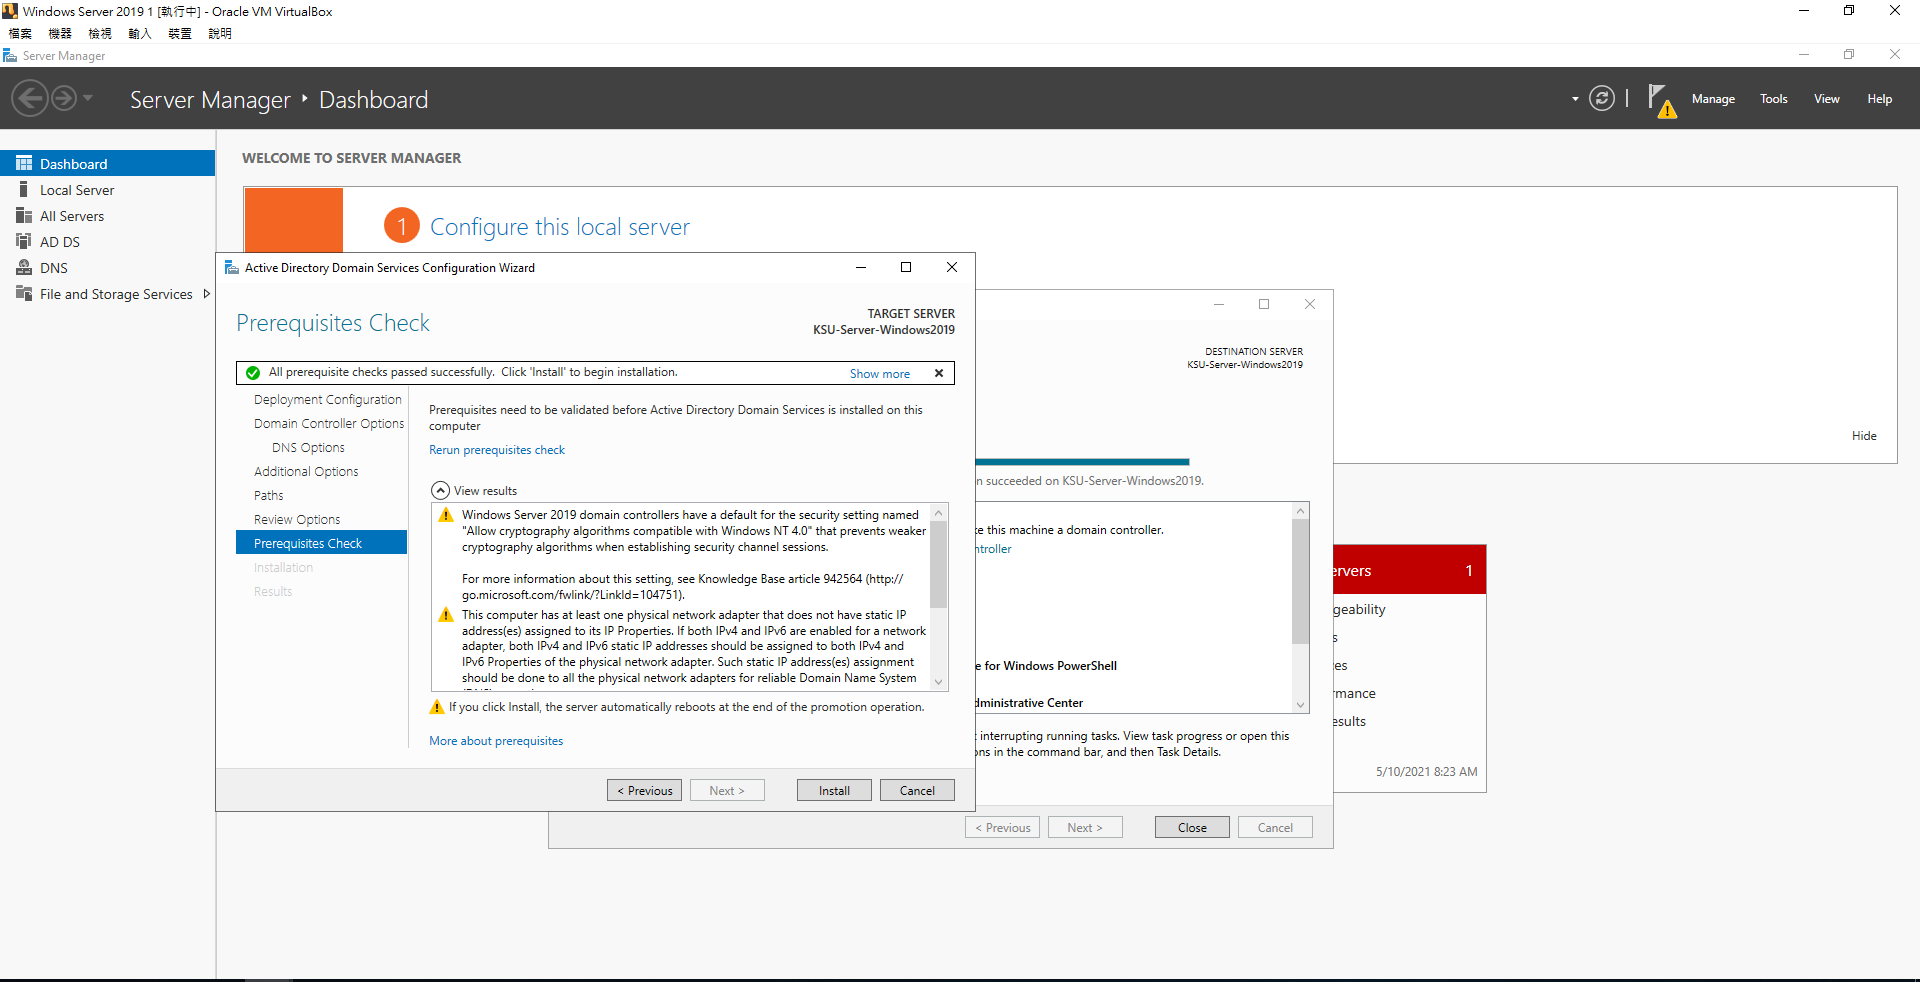 Windows Server 2019 1 [執行中] - Oracle VM VirtualBox
檔案 機器 檢視 輸入 裝置 說明
Server Manager
Server Manager Dashboard
Manage Tools View Help
Dashboard
Local Server
All Servers
AD DS
DNS
File and Storage Services
WELCOME TO SERVER MANAGER
1 Configure this local server
Hide
Active Directory Domain Services Configuration Wizard
Prerequisites Check
TARGET SERVER
KSU-Server-Windows2019
All prerequisite checks passed successfully. Click 'Install' to begin installation.
Show more
Deployment Configuration
Domain Controller Options
DNS Options
Additional Options
Paths
Review Options
Prerequisites Check
Installation
Results
Prerequisites need to be validated before Active Directory Domain Services is installed on this
computer
Rerun prerequisites check
View results
Windows Server 2019 domain controllers have a default for the security setting named
"Allow cryptography algorithms compatible with Windows NT 4.0" that prevents weaker
cryptography algorithms when establishing security channel sessions.
For more information about this setting, see Knowledge Base article 942564 (http://
go.microsoft.com/fwlink/?LinkId=104751).
This computer has at least one physical network adapter that does not have static IP
address(es) assigned to its IP Properties. If both IPv4 and IPv6 are enabled for a network
adapter, both IPv4 and IPv6 static IP addresses should be assigned to both IPv4 and
IPv6 Properties of the physical network adapter. Such static IP address(es) assignment
should be done to all the physical network adapters for reliable Domain Name System
If you click Install, the server automatically reboots at the end of the promotion operation.
More about prerequisites
< Previous Next > Install Cancel
DESTINATION SERVER
KSU-Server-Windows2019
n succeeded on KSU-Server-Windows2019.
te this machine a domain controller.
ntroller
e for Windows PowerShell
dministrative Center
t interrupting running tasks. View task progress or open this
ons in the command bar, and then Task Details.
< Previous Next > Close Cancel
ervers 1
geability
s
es
mance
esults
5/10/2021 8:23 AM